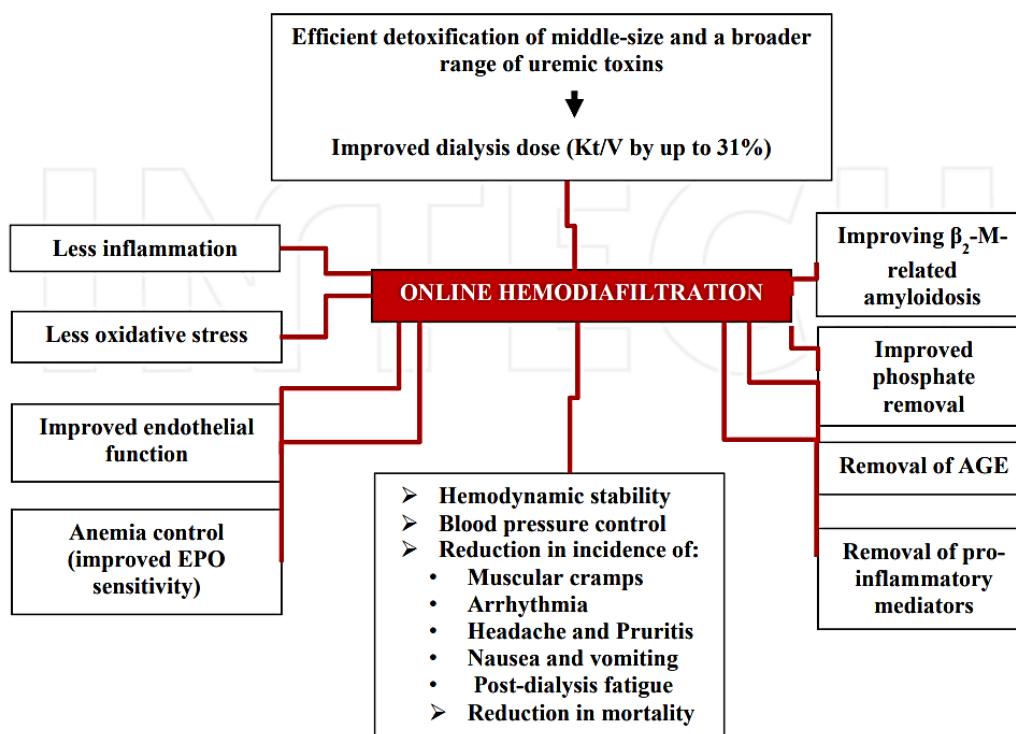 Efficient detoxification of middle-size and a broader
range of uremic toxins
Improved dialysis dose (Kt/V by up to 31%)
INTECH
Less inflammation
Less oxidative stress
Improved endothelial
function
Anemia control
(improved EPO
sensitivity)
ONLINE HEMODIAFILTRATION
➢ Hemodynamic stability
➢ Blood pressure control
➢ Reduction in incidence of:
• Muscular cramps
• Arrhythmia
• Headache and Pruritis
• Nausea and vomiting
• Post-dialysis fatigue
➢ Reduction in mortality
Improving β₂-M-
related
amyloidosis
Improved
phosphate
removal
Removal of AGE
Removal of pro-
inflammatory
mediators